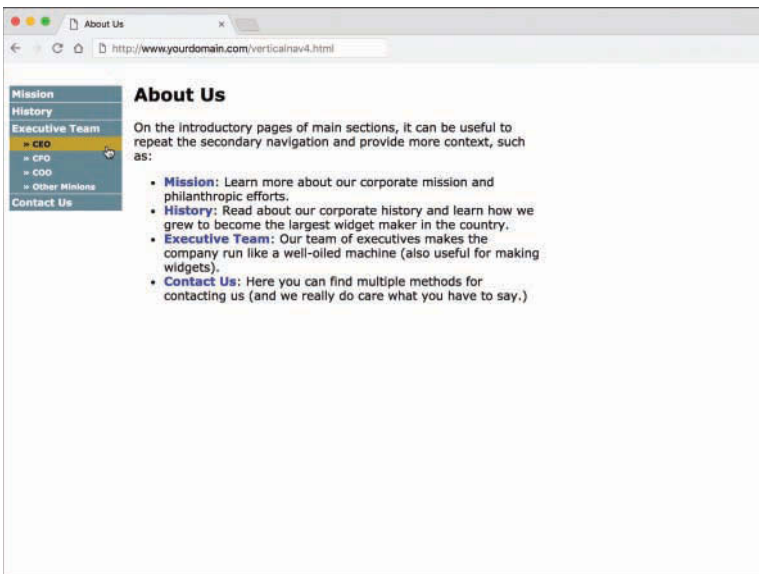 About Us
http://www.yourdomain.com/verticalnav4.html
Mission
History
Executive Team
» CEO
» CFO
» COO
» Other Minions
Contact Us
About Us
On the introductory pages of main sections, it can be useful to
repeat the secondary navigation and provide more context, such
as:
• Mission: Learn more about our corporate mission and
philanthropic efforts.
• History: Read about our corporate history and learn how we
grew to become the largest widget maker in the country.
• Executive Team: Our team of executives makes the
company run like a well-oiled machine (also useful for making
widgets).
• Contact Us: Here you can find multiple methods for
contacting us (and we really do care what you have to say.)